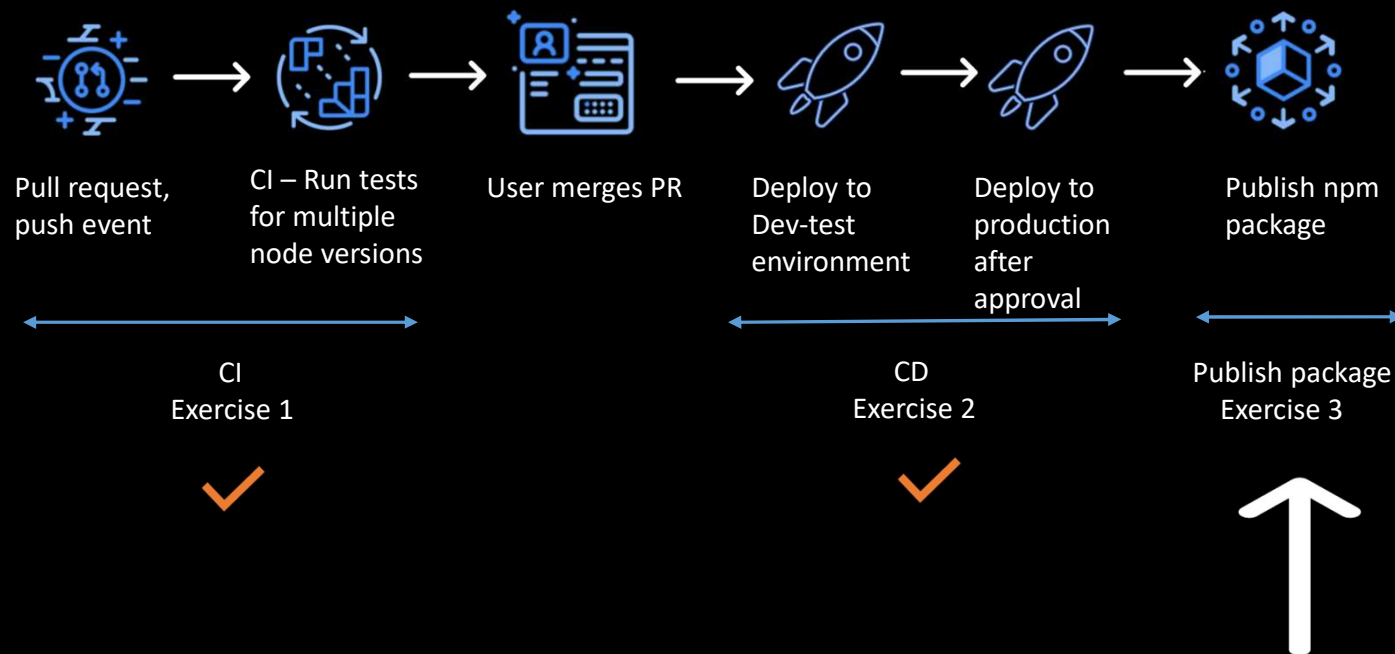 Pull request,
push event
CI – Run tests
for multiple
node versions
User merges PR
Deploy to
Dev-test
environment
Deploy to
production
after
approval
Publish npm
package
CI
Exercise 1
CD
Exercise 2
Publish package
Exercise 3